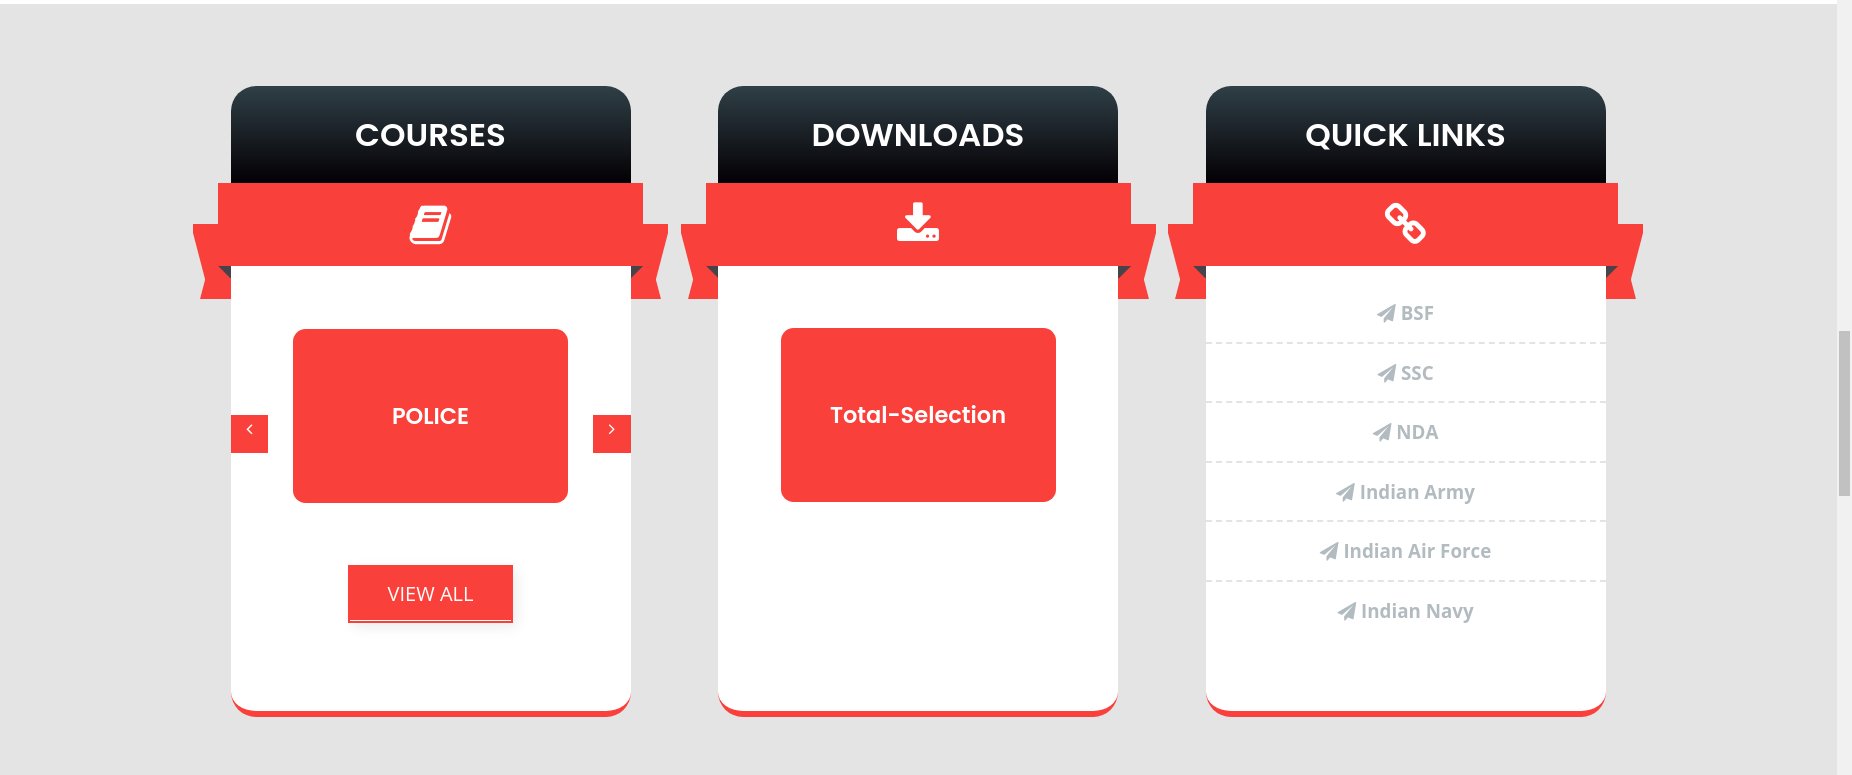 COURSES
POLICE
VIEW ALL
DOWNLOADS
Total-Selection
QUICK LINKS
BSF
SSC
NDA
Indian Army
Indian Air Force
Indian Navy